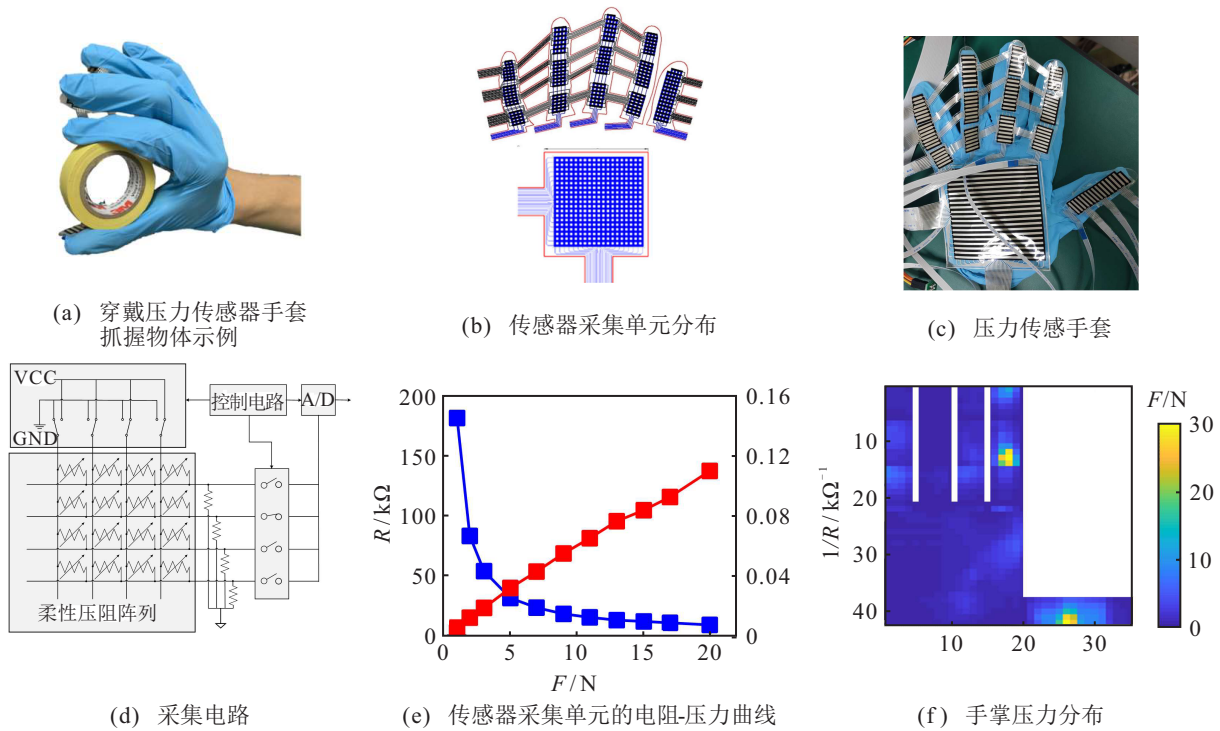 3M
(a) 穿戴压力传感器手套
抓握物体示例
(b) 传感器采集单元分布
(c) 压力传感手套
VCC
GND
控制电路
A/D
柔性压阻阵列
(d) 采集电路
200
150
100
50
0
R / kΩ
0 5 10 15 20
F / N
0.16
0.12
0.08
0.04
0
(e) 传感器采集单元的电阻-压力曲线
1/R / kΩ⁻¹
10
20
30
40
10 20 30
F/N
30
20
10
0
(f) 手掌压力分布